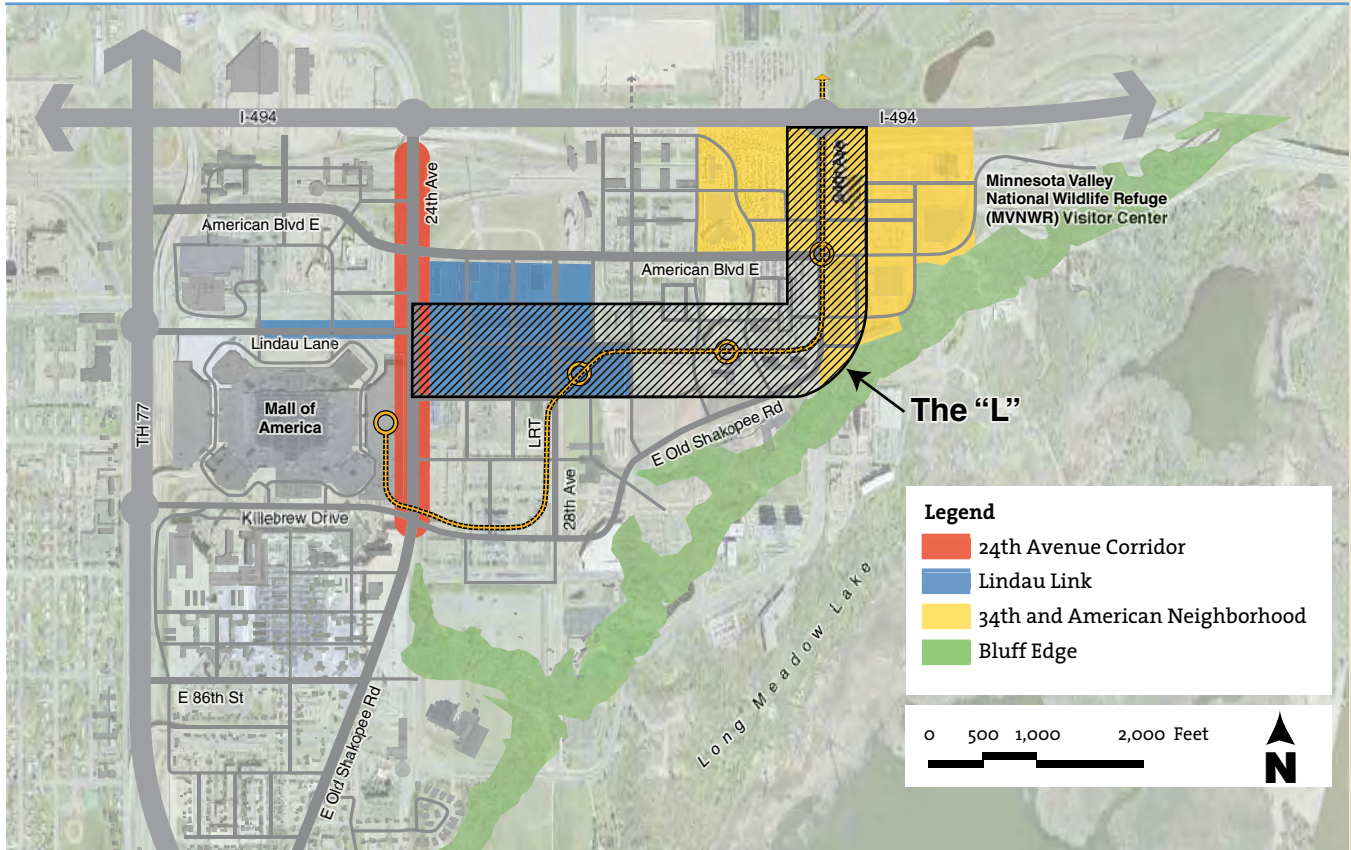 I-494
I-494
24th Ave
American Blvd E
American Blvd E
Minnesota Valley
National Wildlife Refuge
(MVNWR) Visitor Center
Lindau Lane
Mall of
America
TH 77
LRT
28th Ave
E Old Shakopee Rd
The “L”
Killebrew Drive
E 86th St
E Old Shakopee Rd
Long Meadow Lake
Legend
24th Avenue Corridor
Lindau Link
34th and American Neighborhood
Bluff Edge
0 500 1,000 2,000 Feet
N